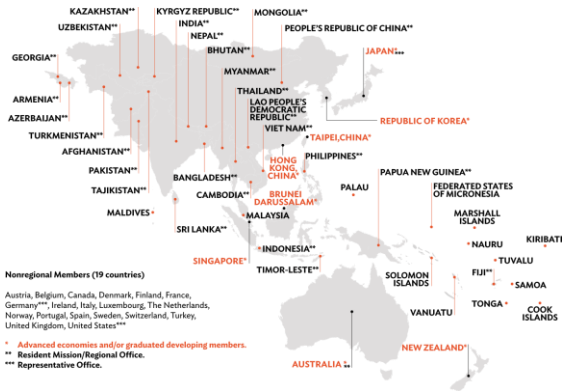 KAZAKHSTAN**
KYRGYZ REPUBLIC**
MONGOLIA**
UZBEKISTAN**
INDIA**
PEOPLE'S REPUBLIC OF CHINA**
NEPAL**
BHUTAN**
JAPAN*,***
GEORGIA**
MYANMAR**
THAILAND**
ARMENIA**
LAO PEOPLE'S
DEMOCRATIC
REPUBLIC**
AZERBAIJAN**
REPUBLIC OF KOREA*
VIET NAM**
TURKMENISTAN**
TAIPEI,CHINA*
AFGHANISTAN**
HONG
KONG,
CHINA*
PHILIPPINES**
PAKISTAN**
BANGLADESH**
PAPUA NEW GUINEA**
TAJIKISTAN**
CAMBODIA**
BRUNEI
DARUSSALAM*
PALAU
FEDERATED STATES
OF MICRONESIA
MALDIVES
MALAYSIA
MARSHALL
ISLANDS
SRI LANKA**
NAURU
KIRIBATI
INDONESIA**
TUVALU
SINGAPORE*
TIMOR-LESTE**
SOLOMON
ISLANDS
FIJI**
SAMOA
VANUATU
TONGA
COOK
ISLANDS
AUSTRALIA*,**
NEW ZEALAND*
Nonregional Members (19 countries)
Austria, Belgium, Canada, Denmark, Finland, France,
Germany***, Ireland, Italy, Luxembourg, The Netherlands,
Norway, Portugal, Spain, Sweden, Switzerland, Turkey,
United Kingdom, United States***
* Advanced economies and/or graduated developing members.
** Resident Mission/Regional Office.
*** Representative Office.